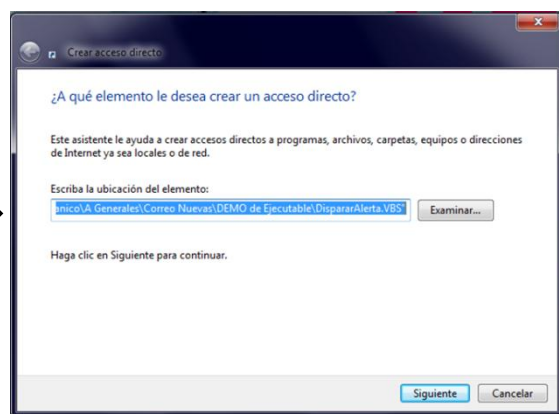 Crear acceso directo
¿A qué elemento le desea crear un acceso directo?
Este asistente le ayuda a crear accesos directos a programas, archivos, carpetas, equipos o direcciones
de Internet ya sea locales o de red.
Escriba la ubicación del elemento:
anico\A Generales\Correo Nuevas\DEMO de Ejecutable\DispararAlerta.VBS"
Examinar...
Haga clic en Siguiente para continuar.
Siguiente
Cancelar